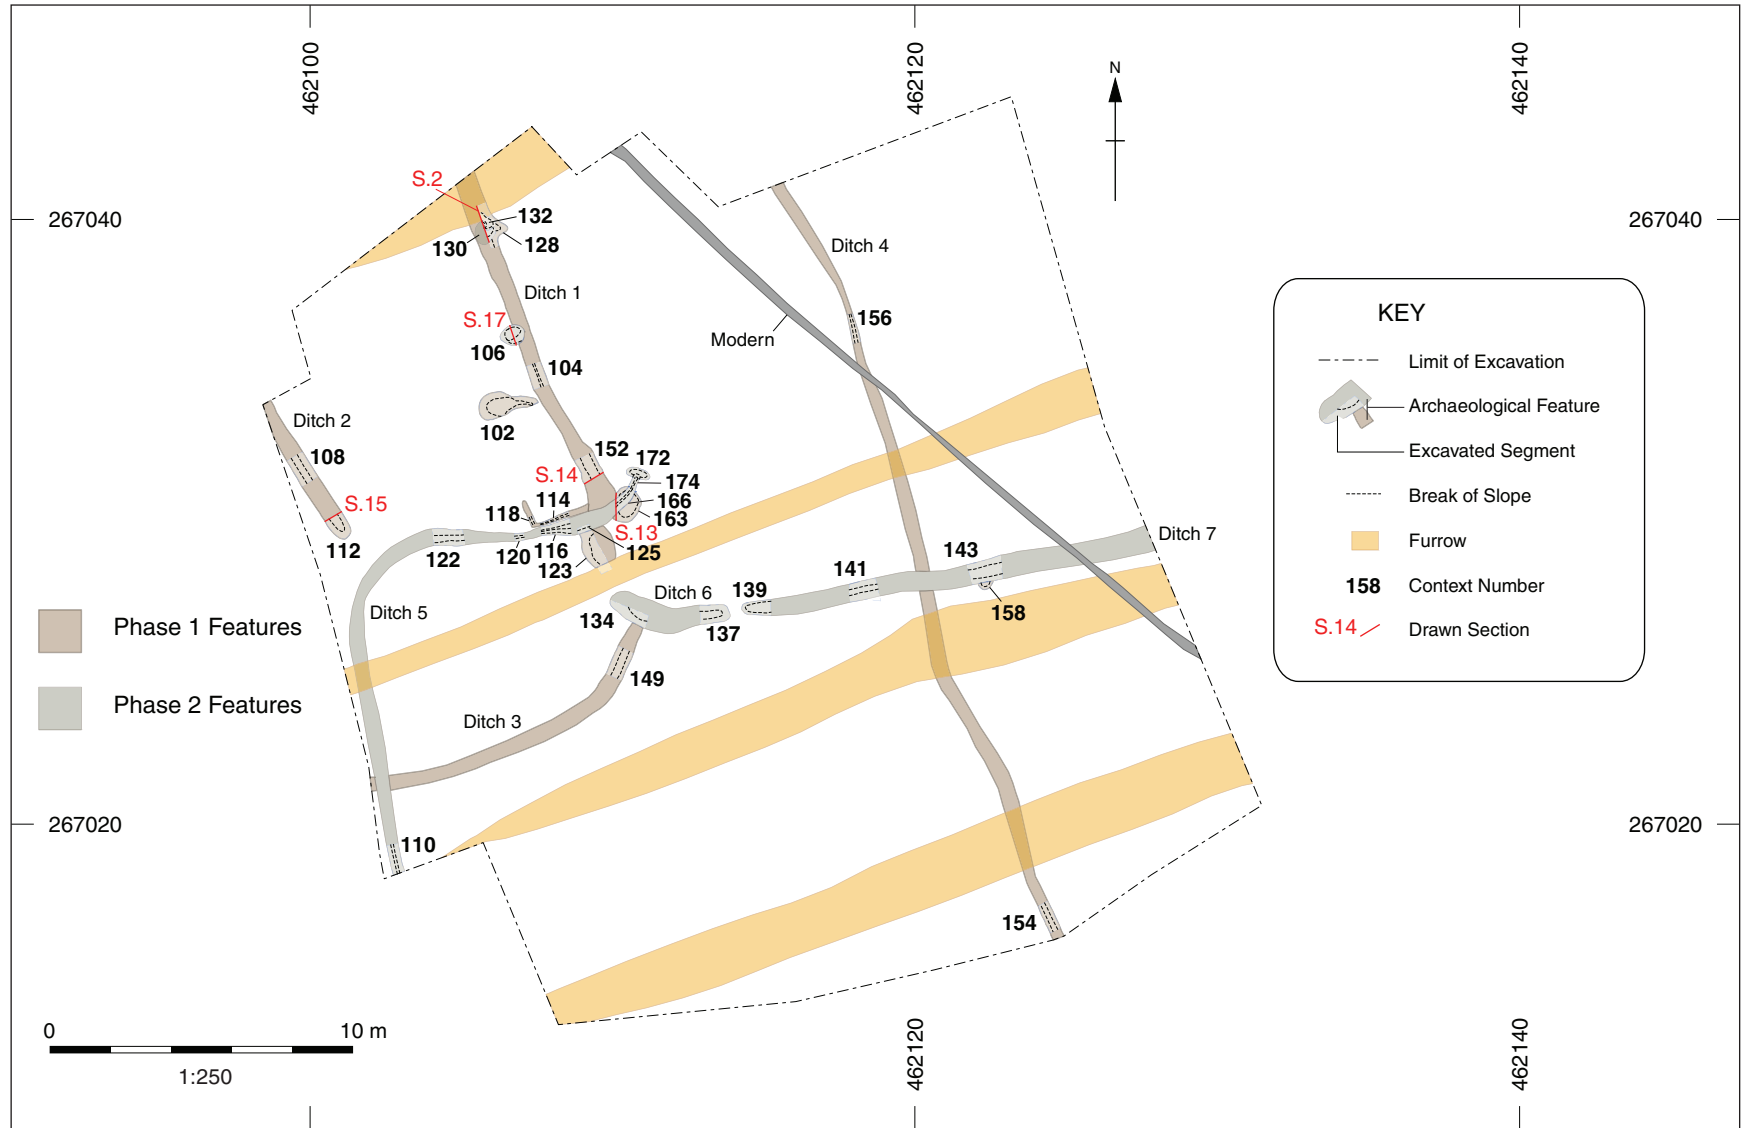 462100
462120
462140
N
267040
267040
S.2
132
130
128
Ditch 4
Ditch 1
S.17
106
104
156
Modern
KEY
Limit of Excavation
Archaeological Feature
Excavated Segment
Break of Slope
Furrow
158 Context Number
S.14 Drawn Section
Ditch 2
108
102
152
172
S.14
174
S.15
114
166
118
163
112
S.13
122
120
116
125
123
143
Ditch 7
141
Ditch 6
139
Ditch 5
134
137
158
Phase 1 Features
149
Phase 2 Features
Ditch 3
267020
267020
110
154
0
10 m
1:250
462120
462140